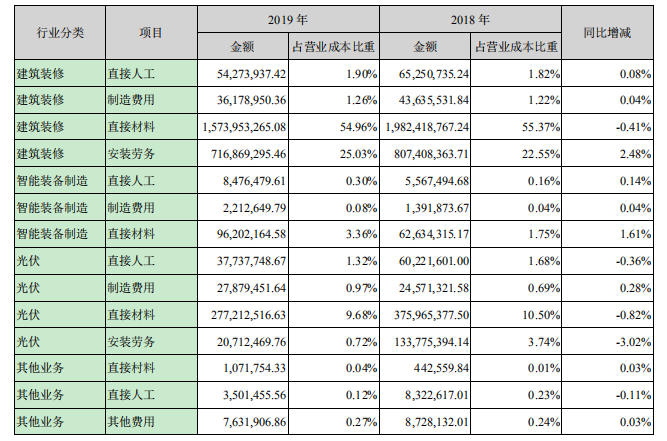 行业分类 项目 2019 年 2018 年 同比增减
金额 占营业成本比重 金额 占营业成本比重
建筑装修 直接人工 54,273,937.42 1.90% 65,250,735.24 1.82% 0.08%
建筑装修 制造费用 36,178,950.36 1.26% 43,635,531.84 1.22% 0.04%
建筑装修 直接材料 1,573,953,265.08 54.96% 1,982,418,767.24 55.37% -0.41%
建筑装修 安装劳务 716,869,295.46 25.03% 807,408,363.71 22.55% 2.48%
智能装备制造 直接人工 8,476,479.61 0.30% 5,567,494.68 0.16% 0.14%
智能装备制造 制造费用 2,212,649.79 0.08% 1,391,873.67 0.04% 0.04%
智能装备制造 直接材料 96,202,164.58 3.36% 62,634,315.17 1.75% 1.61%
光伏 直接人工 37,737,748.67 1.32% 60,221,601.00 1.68% -0.36%
光伏 制造费用 27,879,451.64 0.97% 24,571,321.58 0.69% 0.28%
光伏 直接材料 277,212,516.63 9.68% 375,965,377.50 10.50% -0.82%
光伏 安装劳务 20,712,469.76 0.72% 133,775,394.14 3.74% -3.02%
其他业务 直接材料 1,071,754.33 0.04% 442,559.84 0.01% 0.03%
其他业务 直接人工 3,501,455.56 0.12% 8,322,617.01 0.23% -0.11%
其他业务 其他费用 7,631,906.86 0.27% 8,728,132.01 0.24% 0.03%